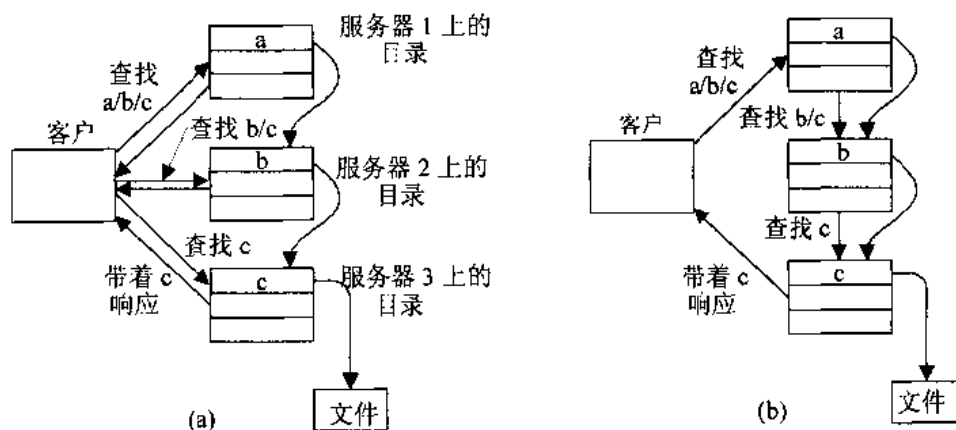 a
服务器 1 上的
目录
查找
a/b/c
客户
查找 b/c
b
服务器 2 上的
目录
查找 c
带着 c
响应
c
服务器 3 上的
目录
文件
(a)
a
查找
a/b/c
客户
查找 b/c
b
查找 c
带着 c
响应
c
文件
(b)